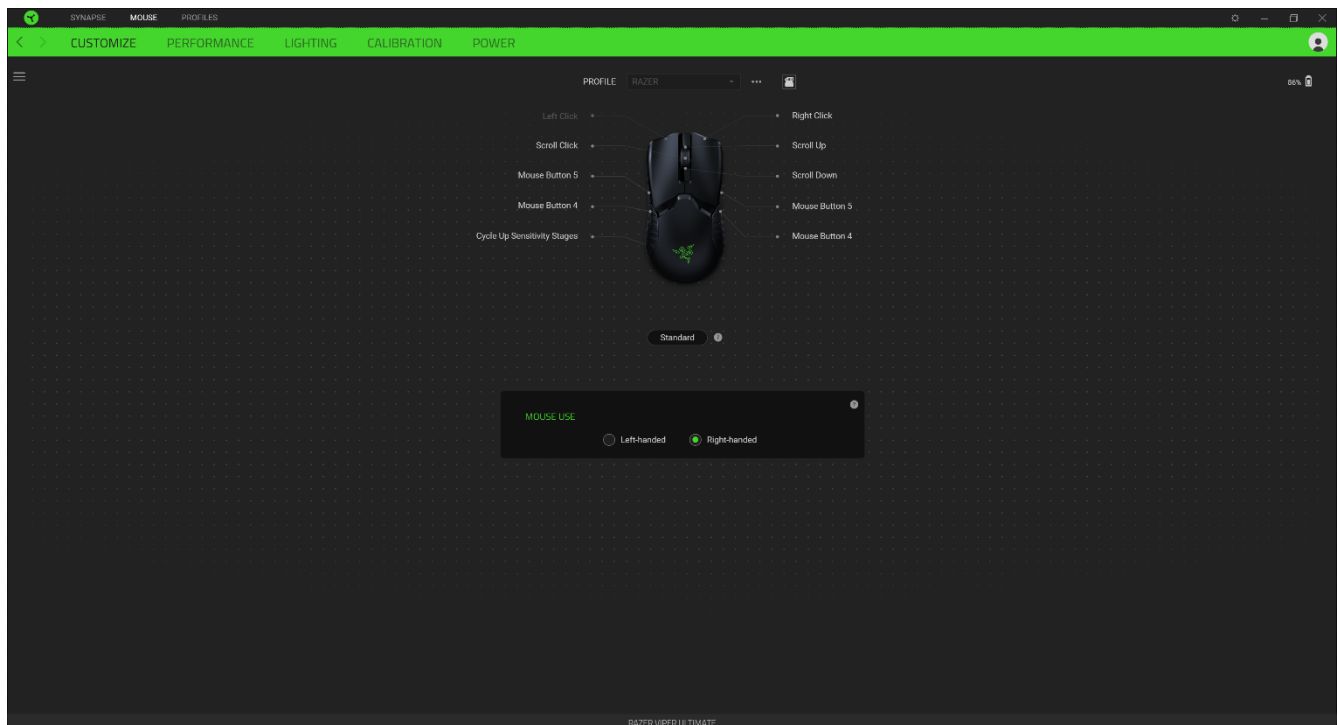 SYNAPSE MOUSE PROFILES
CUSTOMIZE PERFORMANCE LIGHTING CALIBRATION POWER
PROFILE RAZER
86%
Left Click Right Click
Scroll Click Scroll Up
Mouse Button 5 Scroll Down
Mouse Button 4 Mouse Button 5
Cycle Up Sensitivity Stages Mouse Button 4
Standard ?
?
MOUSE USE
Left-handed Right-handed
RAZER VIPER ULTIMATE